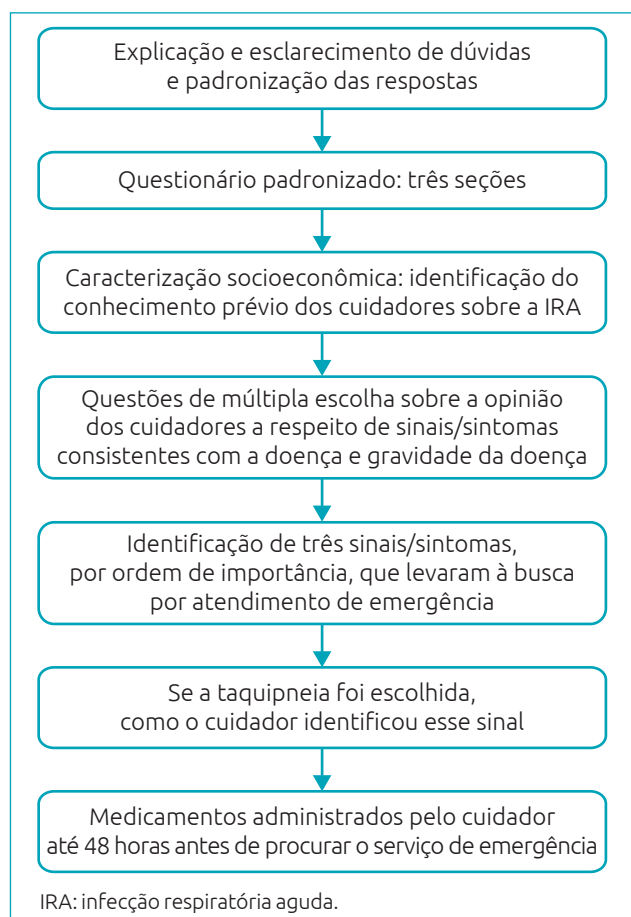 Explicação e esclarecimento de dúvidas
e padronização das respostas
Questionário padronizado: três seções
Caracterização socioeconômica: identificação do
conhecimento prévio dos cuidadores sobre a IRA
Questões de múltipla escolha sobre a opinião
dos cuidadores a respeito de sinais/sintomas
consistentes com a doença e gravidade da doença
Identificação de três sinais/sintomas,
por ordem de importância, que levaram à busca
por atendimento de emergência
Se a taquipneia foi escolhida,
como o cuidador identificou esse sinal
Medicamentos administrados pelo cuidador
até 48 horas antes de procurar o serviço de emergência
IRA: infecção respiratória aguda.